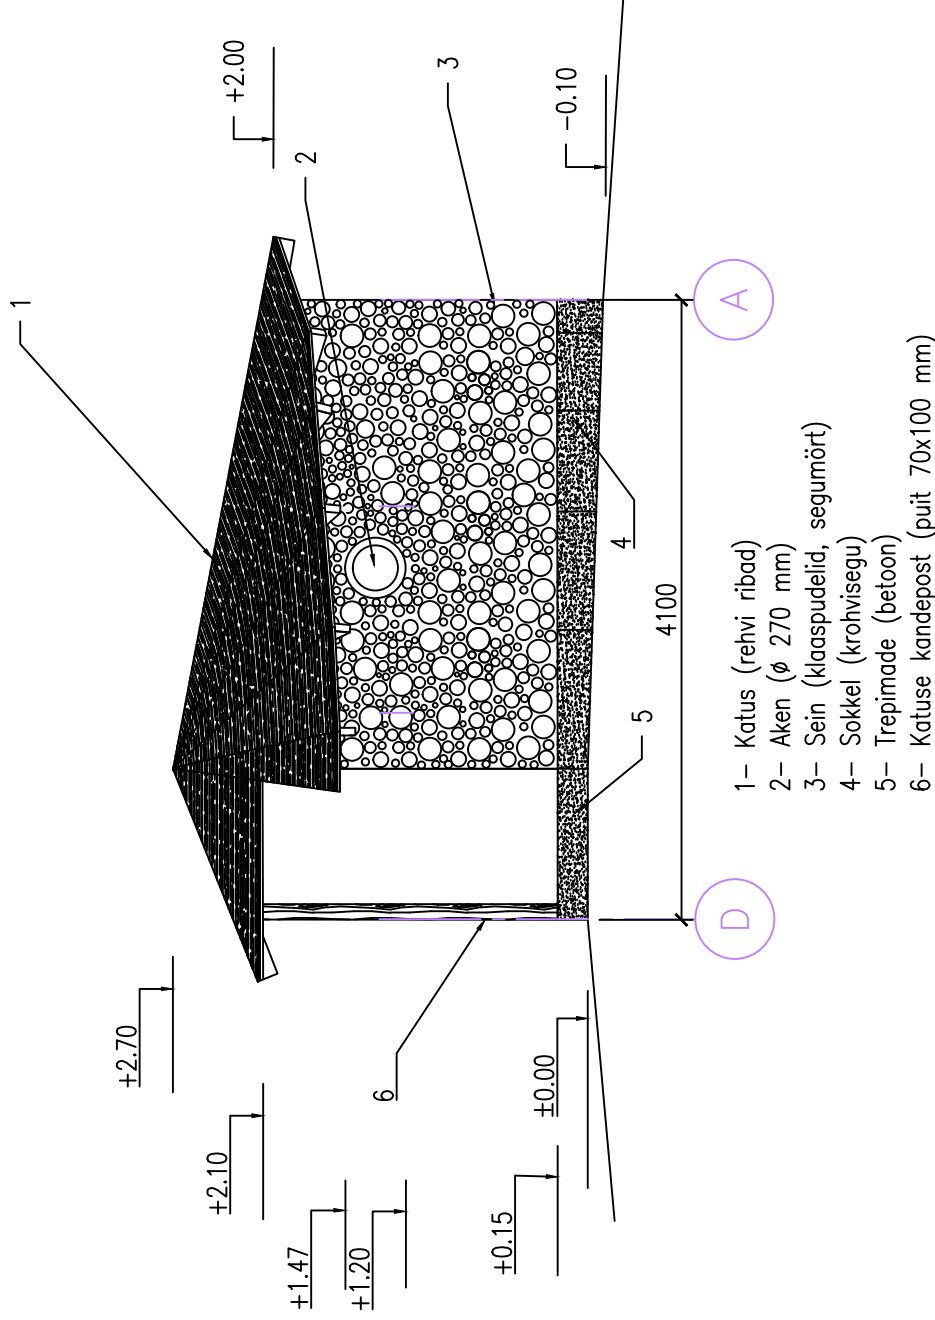 1
+2.00
2
3
-0.10
A
4
4100
5
D
6
+2.70
+2.10
+1.47
+1.20
+0.15
±0.00
1- Katus (rehvi ribad)
2- Aken (ø 270 mm)
3- Sein (klaaspudelid, segumört)
4- Sokkel (krohvisegu)
5- Trepimade (betoon)
6- Katuse kandepost (puit 70x100 mm)